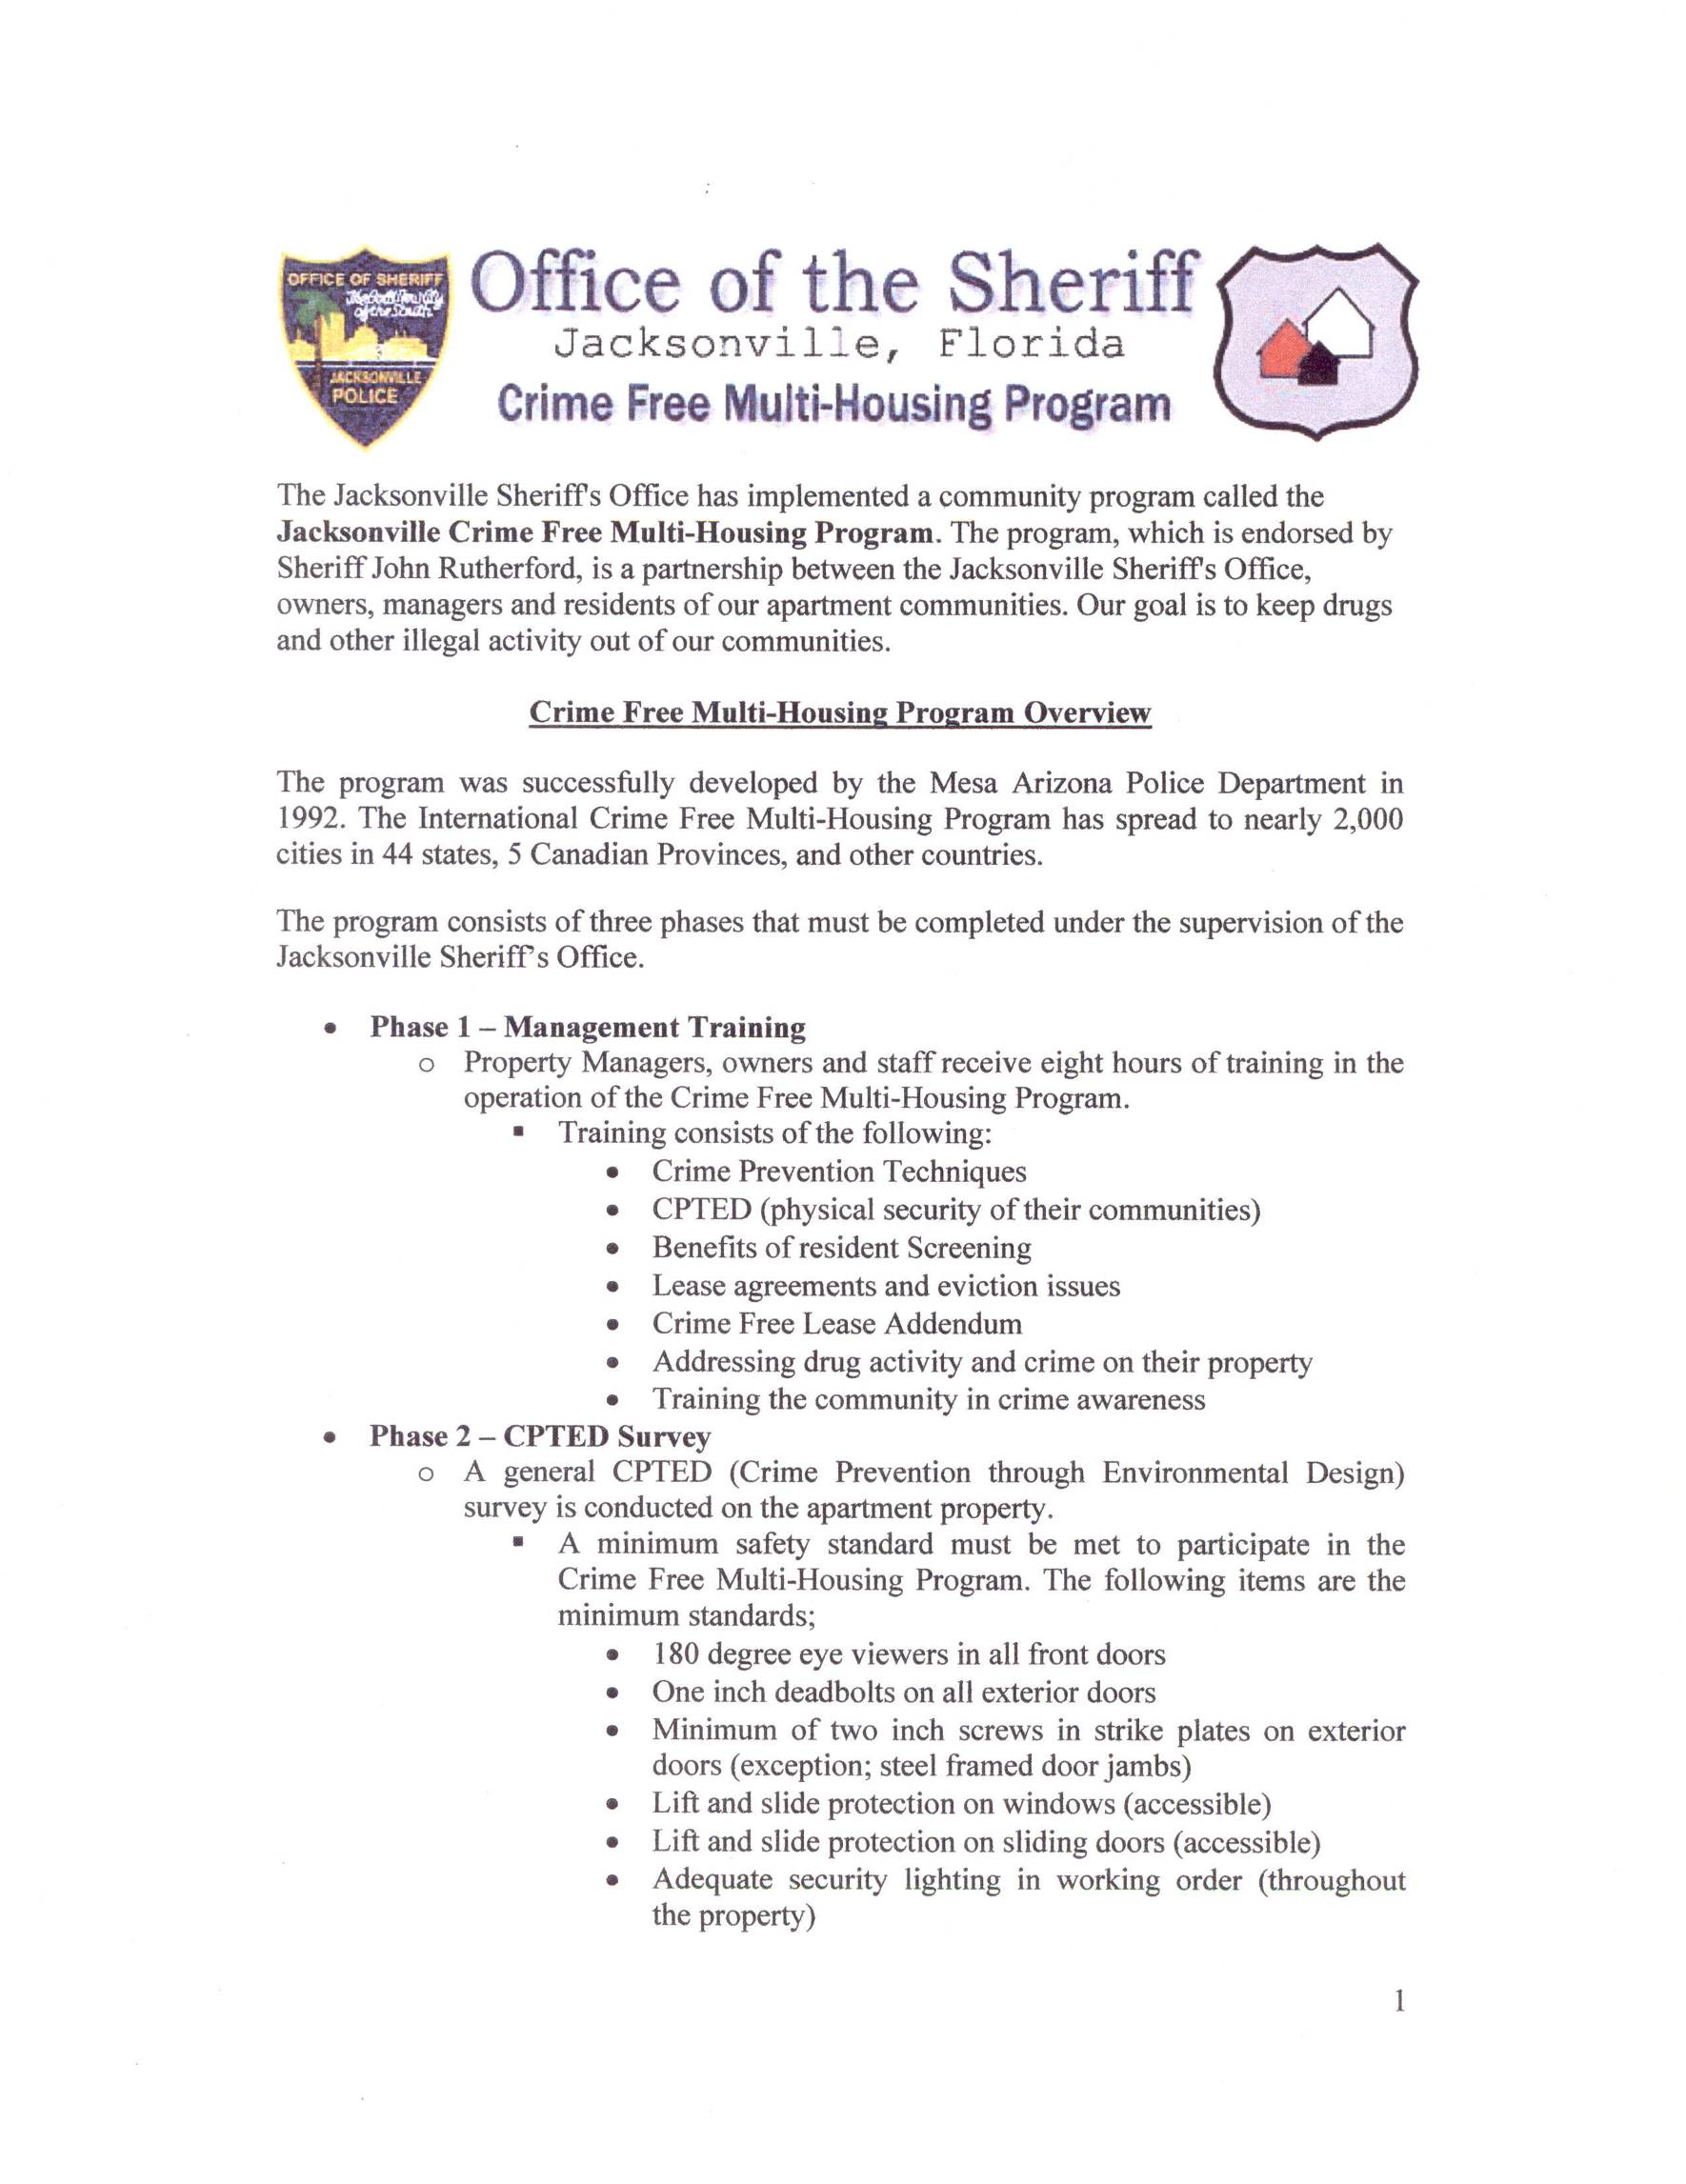 OFFICE OF SHERIFF
The Bold New City
of the South
JACKSONVILLE
POLICE
Office of the Sheriff
Jacksonville, Florida
Crime Free Multi-Housing Program
The Jacksonville Sheriff's Office has implemented a community program called the
Jacksonville Crime Free Multi-Housing Program. The program, which is endorsed by
Sheriff John Rutherford, is a partnership between the Jacksonville Sheriff's Office,
owners, managers and residents of our apartment communities. Our goal is to keep drugs
and other illegal activity out of our communities.
Crime Free Multi-Housing Program Overview
The program was successfully developed by the Mesa Arizona Police Department in
1992. The International Crime Free Multi-Housing Program has spread to nearly 2,000
cities in 44 states, 5 Canadian Provinces, and other countries.
The program consists of three phases that must be completed under the supervision of the
Jacksonville Sheriff's Office.
• Phase 1 – Management Training
o Property Managers, owners and staff receive eight hours of training in the
operation of the Crime Free Multi-Housing Program.
▪ Training consists of the following:
• Crime Prevention Techniques
• CPTED (physical security of their communities)
• Benefits of resident Screening
• Lease agreements and eviction issues
• Crime Free Lease Addendum
• Addressing drug activity and crime on their property
• Training the community in crime awareness
• Phase 2 – CPTED Survey
o A general CPTED (Crime Prevention through Environmental Design)
survey is conducted on the apartment property.
▪ A minimum safety standard must be met to participate in the
Crime Free Multi-Housing Program. The following items are the
minimum standards;
• 180 degree eye viewers in all front doors
• One inch deadbolts on all exterior doors
• Minimum of two inch screws in strike plates on exterior
doors (exception; steel framed door jambs)
• Lift and slide protection on windows (accessible)
• Lift and slide protection on sliding doors (accessible)
• Adequate security lighting in working order (throughout
the property)
1